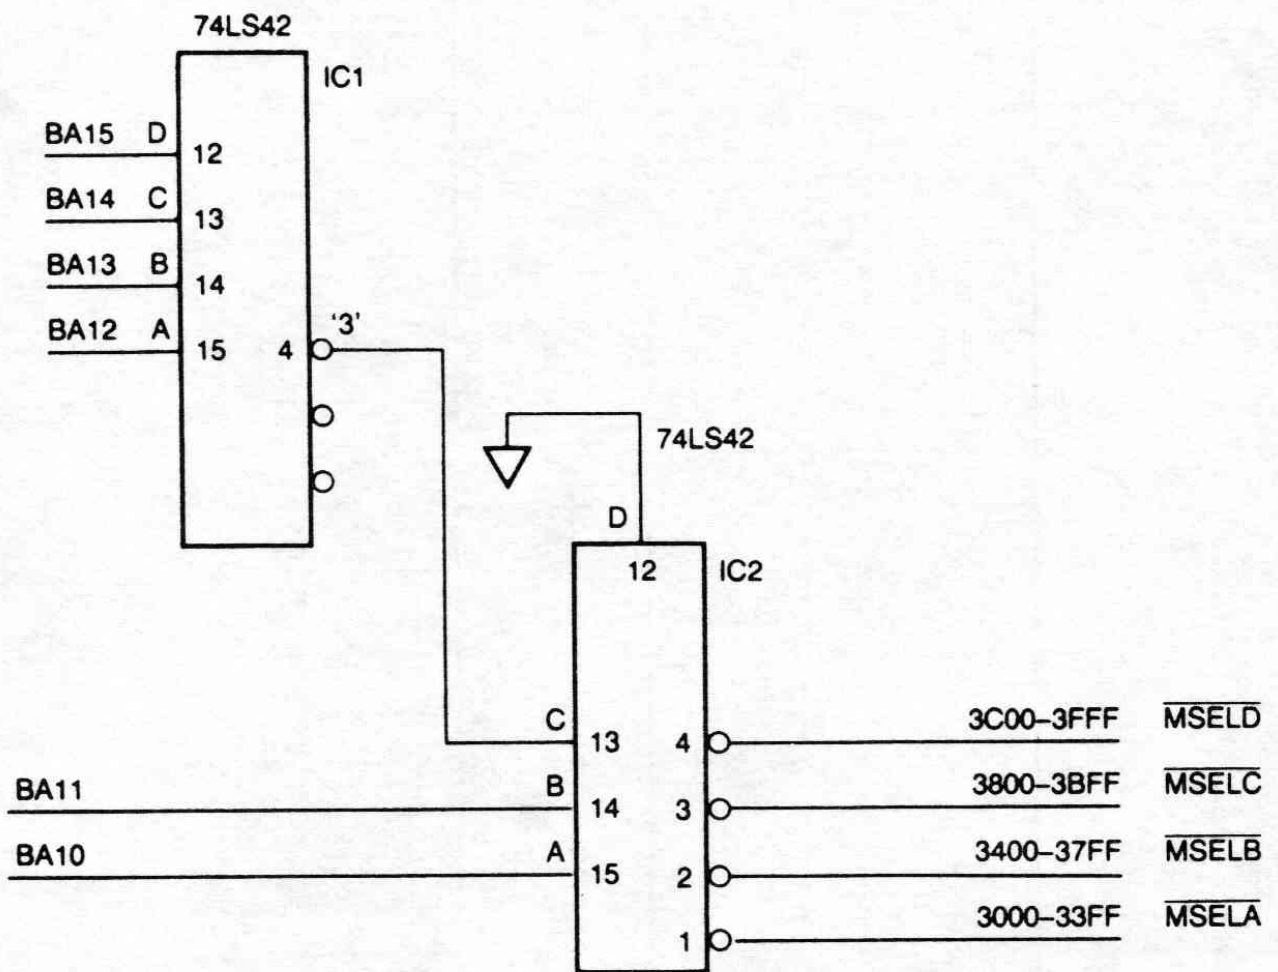 74LS42
IC1
BA15 D 12
BA14 C 13
BA13 B 14
BA12 A 15 4 '3'
74LS42
D
12 IC2
C 13 4 3C00–3FFF MSELD
BA11 B 14 3 3800–3BFF MSELC
BA10 A 15 2 3400–37FF MSELB
1 3000–33FF MSELA